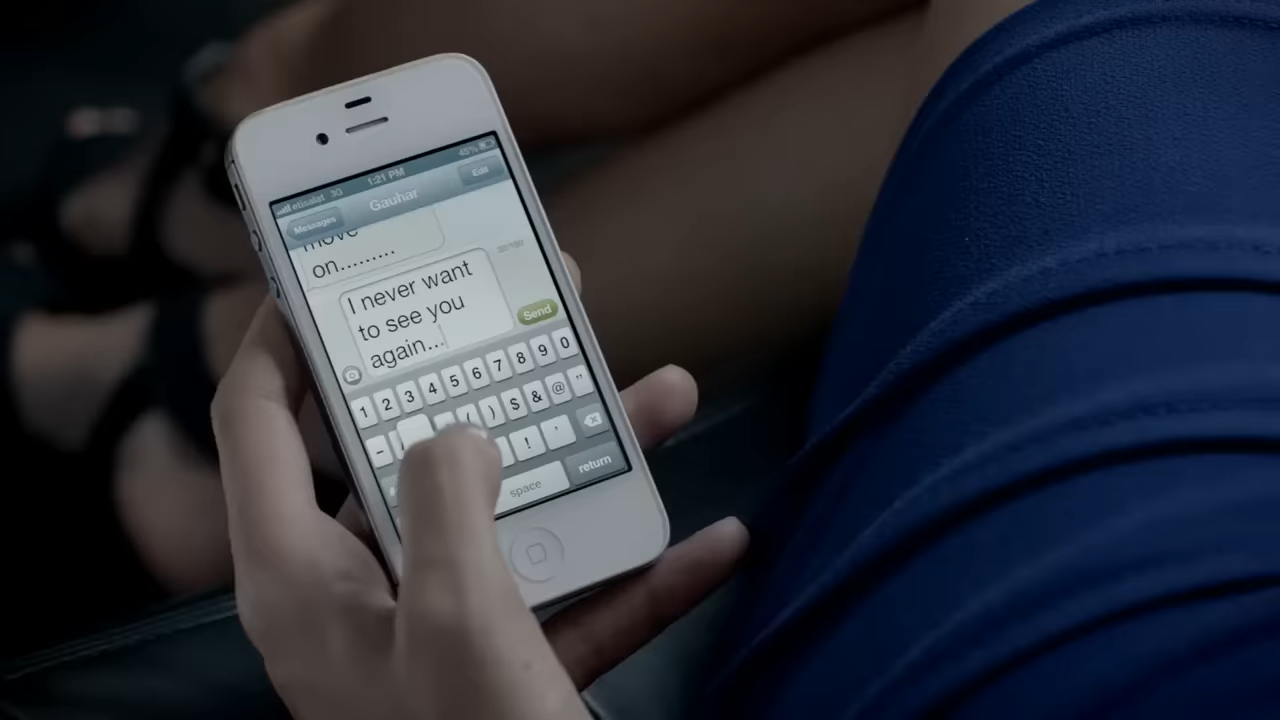 etisalat 3G 1:21 PM 45%
Messages Gauhar Edit
move
on.........
I never want
to see you
again...
Send
1 2 3 4 5 6 7 8 9 0
- ( ) $ & @ "
! '
space return